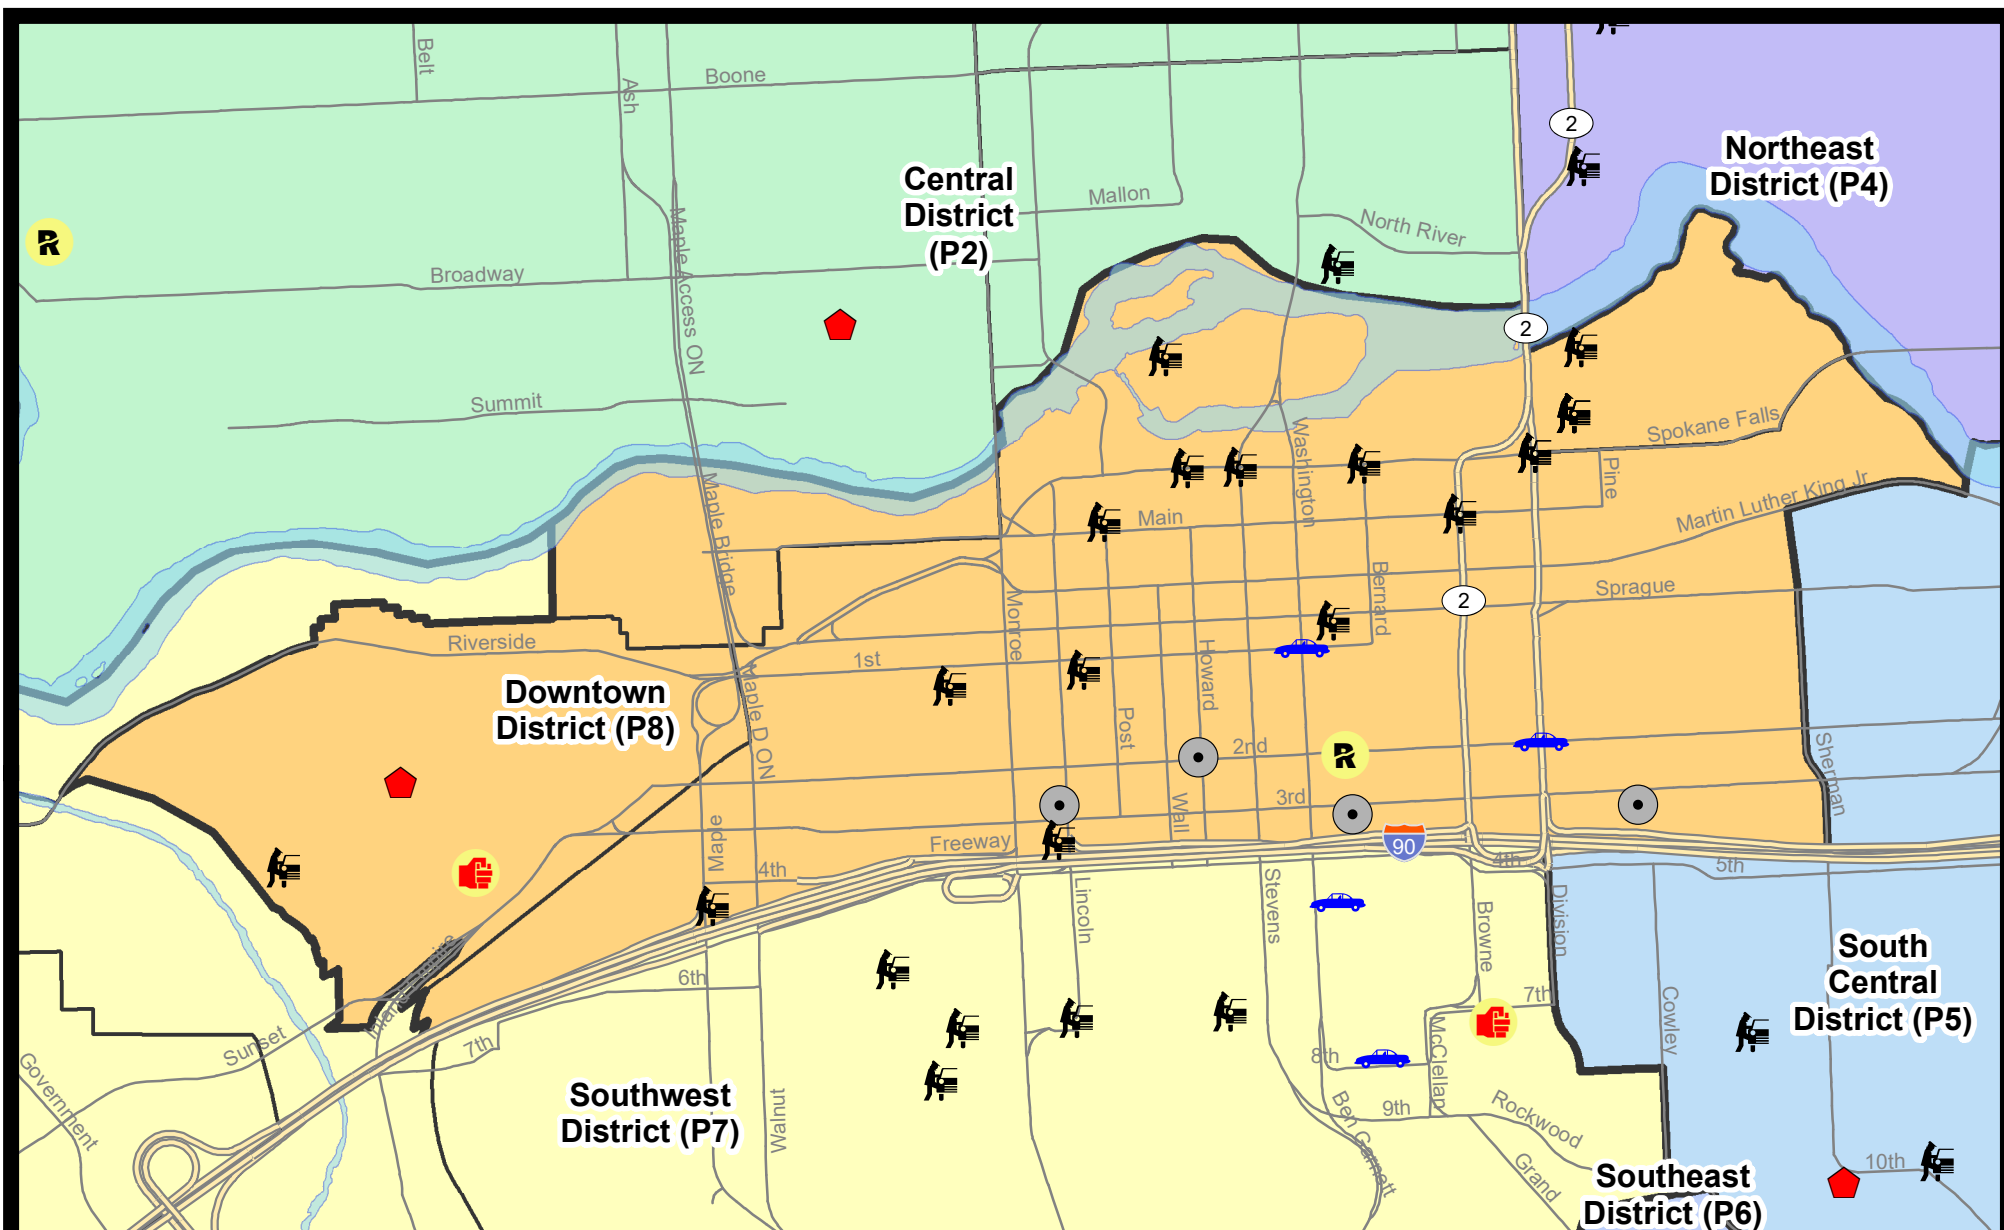 Belt
Boone
Ash
2
Northeast
District (P4)
Central
District
(P2)
Mallon
North River
Maple Access ON
R
Broadway
2
Summit
Spokane Falls
Washington
Pine
Maple Bridge
Main
Martin Luther King Jr
Bernard
Sprague
2
Monroe
Riverside
1st
Howard
Downtown
District (P8)
Maple D ON
Post
2nd
R
Sherman
3rd
Wall
Maple
Freeway
90
4th
4th
5th
Lincoln
Stevens
Browne
Division
South
Central
District (P5)
6th
7th
Cowley
Sunset
7th
McClellan
8th
Government
Southwest
District (P7)
Walnut
Ben Garnett
9th
Rockwood
Grand
10th
Southeast
District (P6)